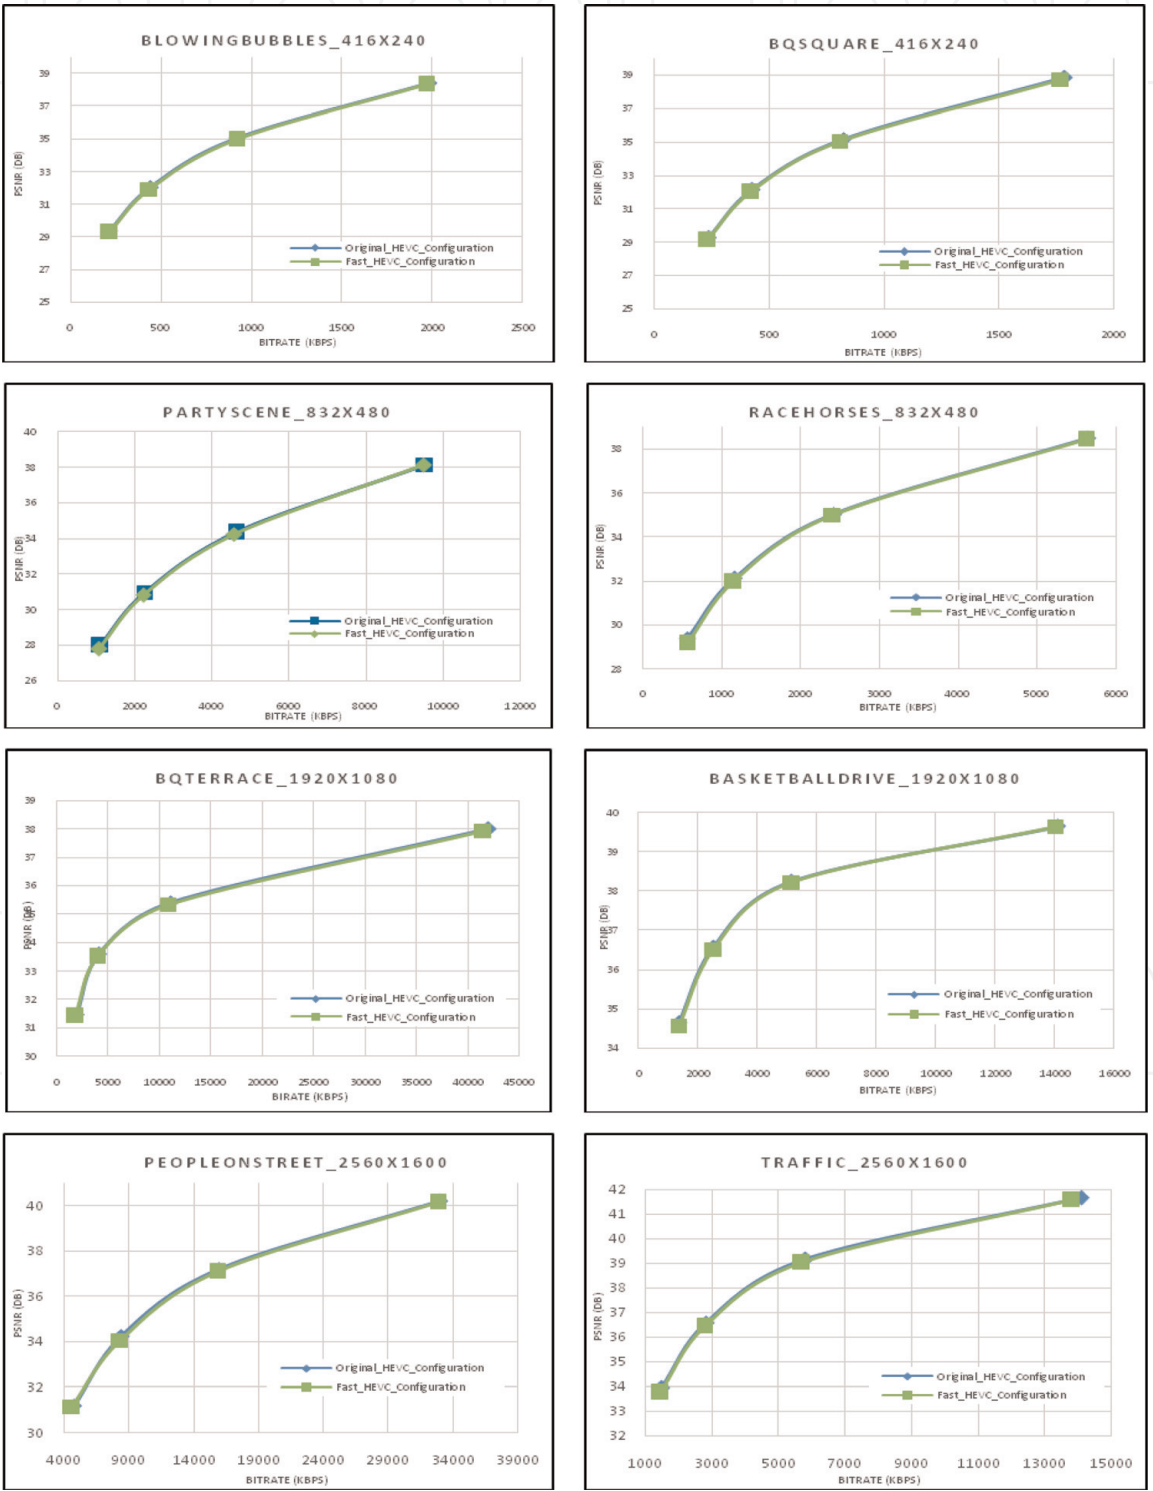 BLOWINGBUBBLES_416X240
39
37
35
33
31
29
27
25
PSNR (DB)
Original_HEVC_Configuration
Fast_HEVC_Configuration
0 500 1000 1500 2000 2500
BITRATE (KBPS)
BQSQUARE_416X240
39
37
35
33
31
29
27
25
PSNR (DB)
Original_HEVC_Configuration
Fast_HEVC_Configuration
0 500 1000 1500 2000
BITRATE (KBPS)
PARTYSCENE_832X480
40
38
36
34
32
30
28
26
PSNR (DB)
Original_HEVC_Configuration
Fast_HEVC_Configuration
0 2000 4000 6000 8000 10000 12000
BITRATE (KBPS)
RACEHORSES_832X480
38
36
34
32
30
28
PSNR (DB)
Original_HEVC_Configuration
Fast_HEVC_Configuration
0 1000 2000 3000 4000 5000 6000
BITRATE (KBPS)
BQTERRACE_1920X1080
39
38
37
36
35
34
33
32
31
30
PSNR (DB)
Original_HEVC_Configuration
Fast_HEVC_Configuration
0 5000 10000 15000 20000 25000 30000 35000 40000 45000
BIRATE (KBPS)
BASKETBALLDRIVE_1920X1080
40
39
38
37
36
35
34
PSNR (DB)
Original_HEVC_Configuration
Fast_HEVC_Configuration
0 2000 4000 6000 8000 10000 12000 14000 16000
BITRATE (KBPS)
PEOPLEONSTREET_2560X1600
40
38
36
34
32
30
PSNR (DB)
Original_HEVC_Configuration
Fast_HEVC_Configuration
4000 9000 14000 19000 24000 29000 34000 39000
BITRATE (KBPS)
TRAFFIC_2560X1600
42
41
40
39
38
37
36
35
34
33
32
PSNR (DB)
Original_HEVC_Configuration
Fast_HEVC_Configuration
1000 3000 5000 7000 9000 11000 13000 15000
BITRATE (KBPS)